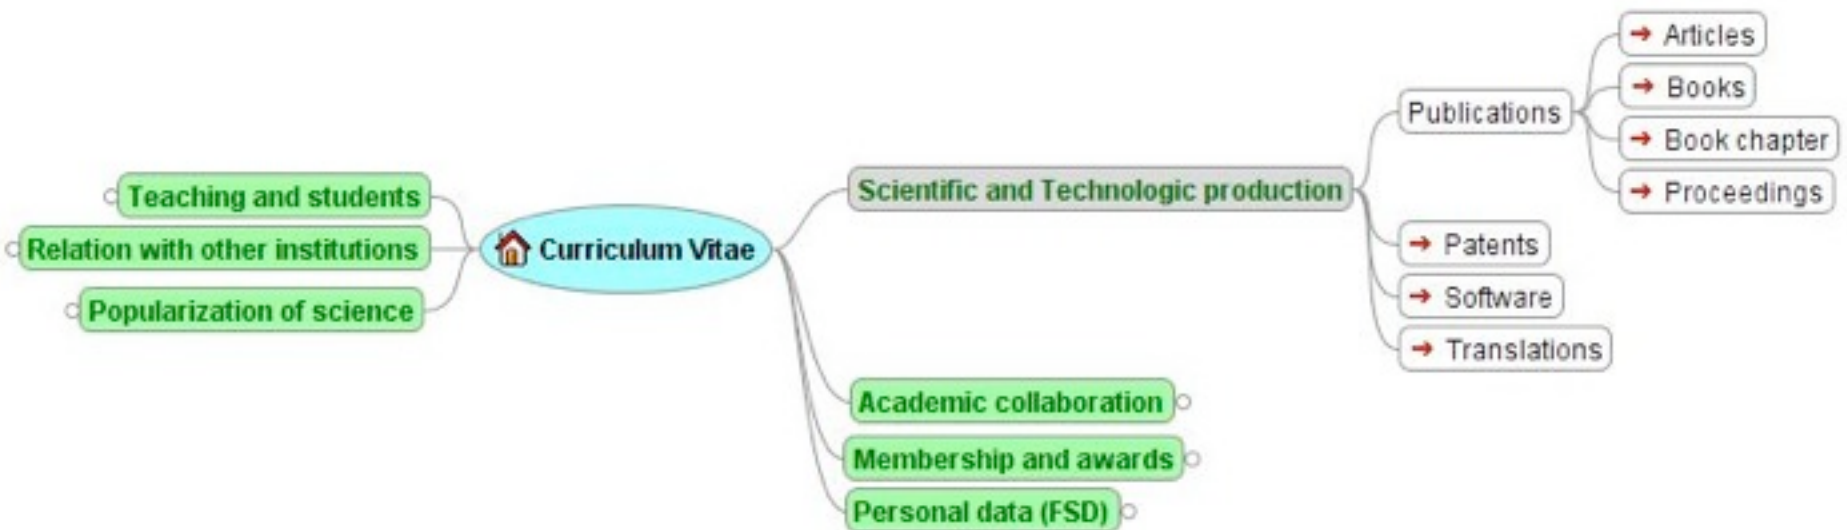 Articles
Books
Publications
Book chapter
Proceedings
Teaching and students
Scientific and Technologic production
Relation with other institutions
Curriculum Vitae
Patents
Popularization of science
Software
Translations
Academic collaboration
Membership and awards
Personal data (FSD)